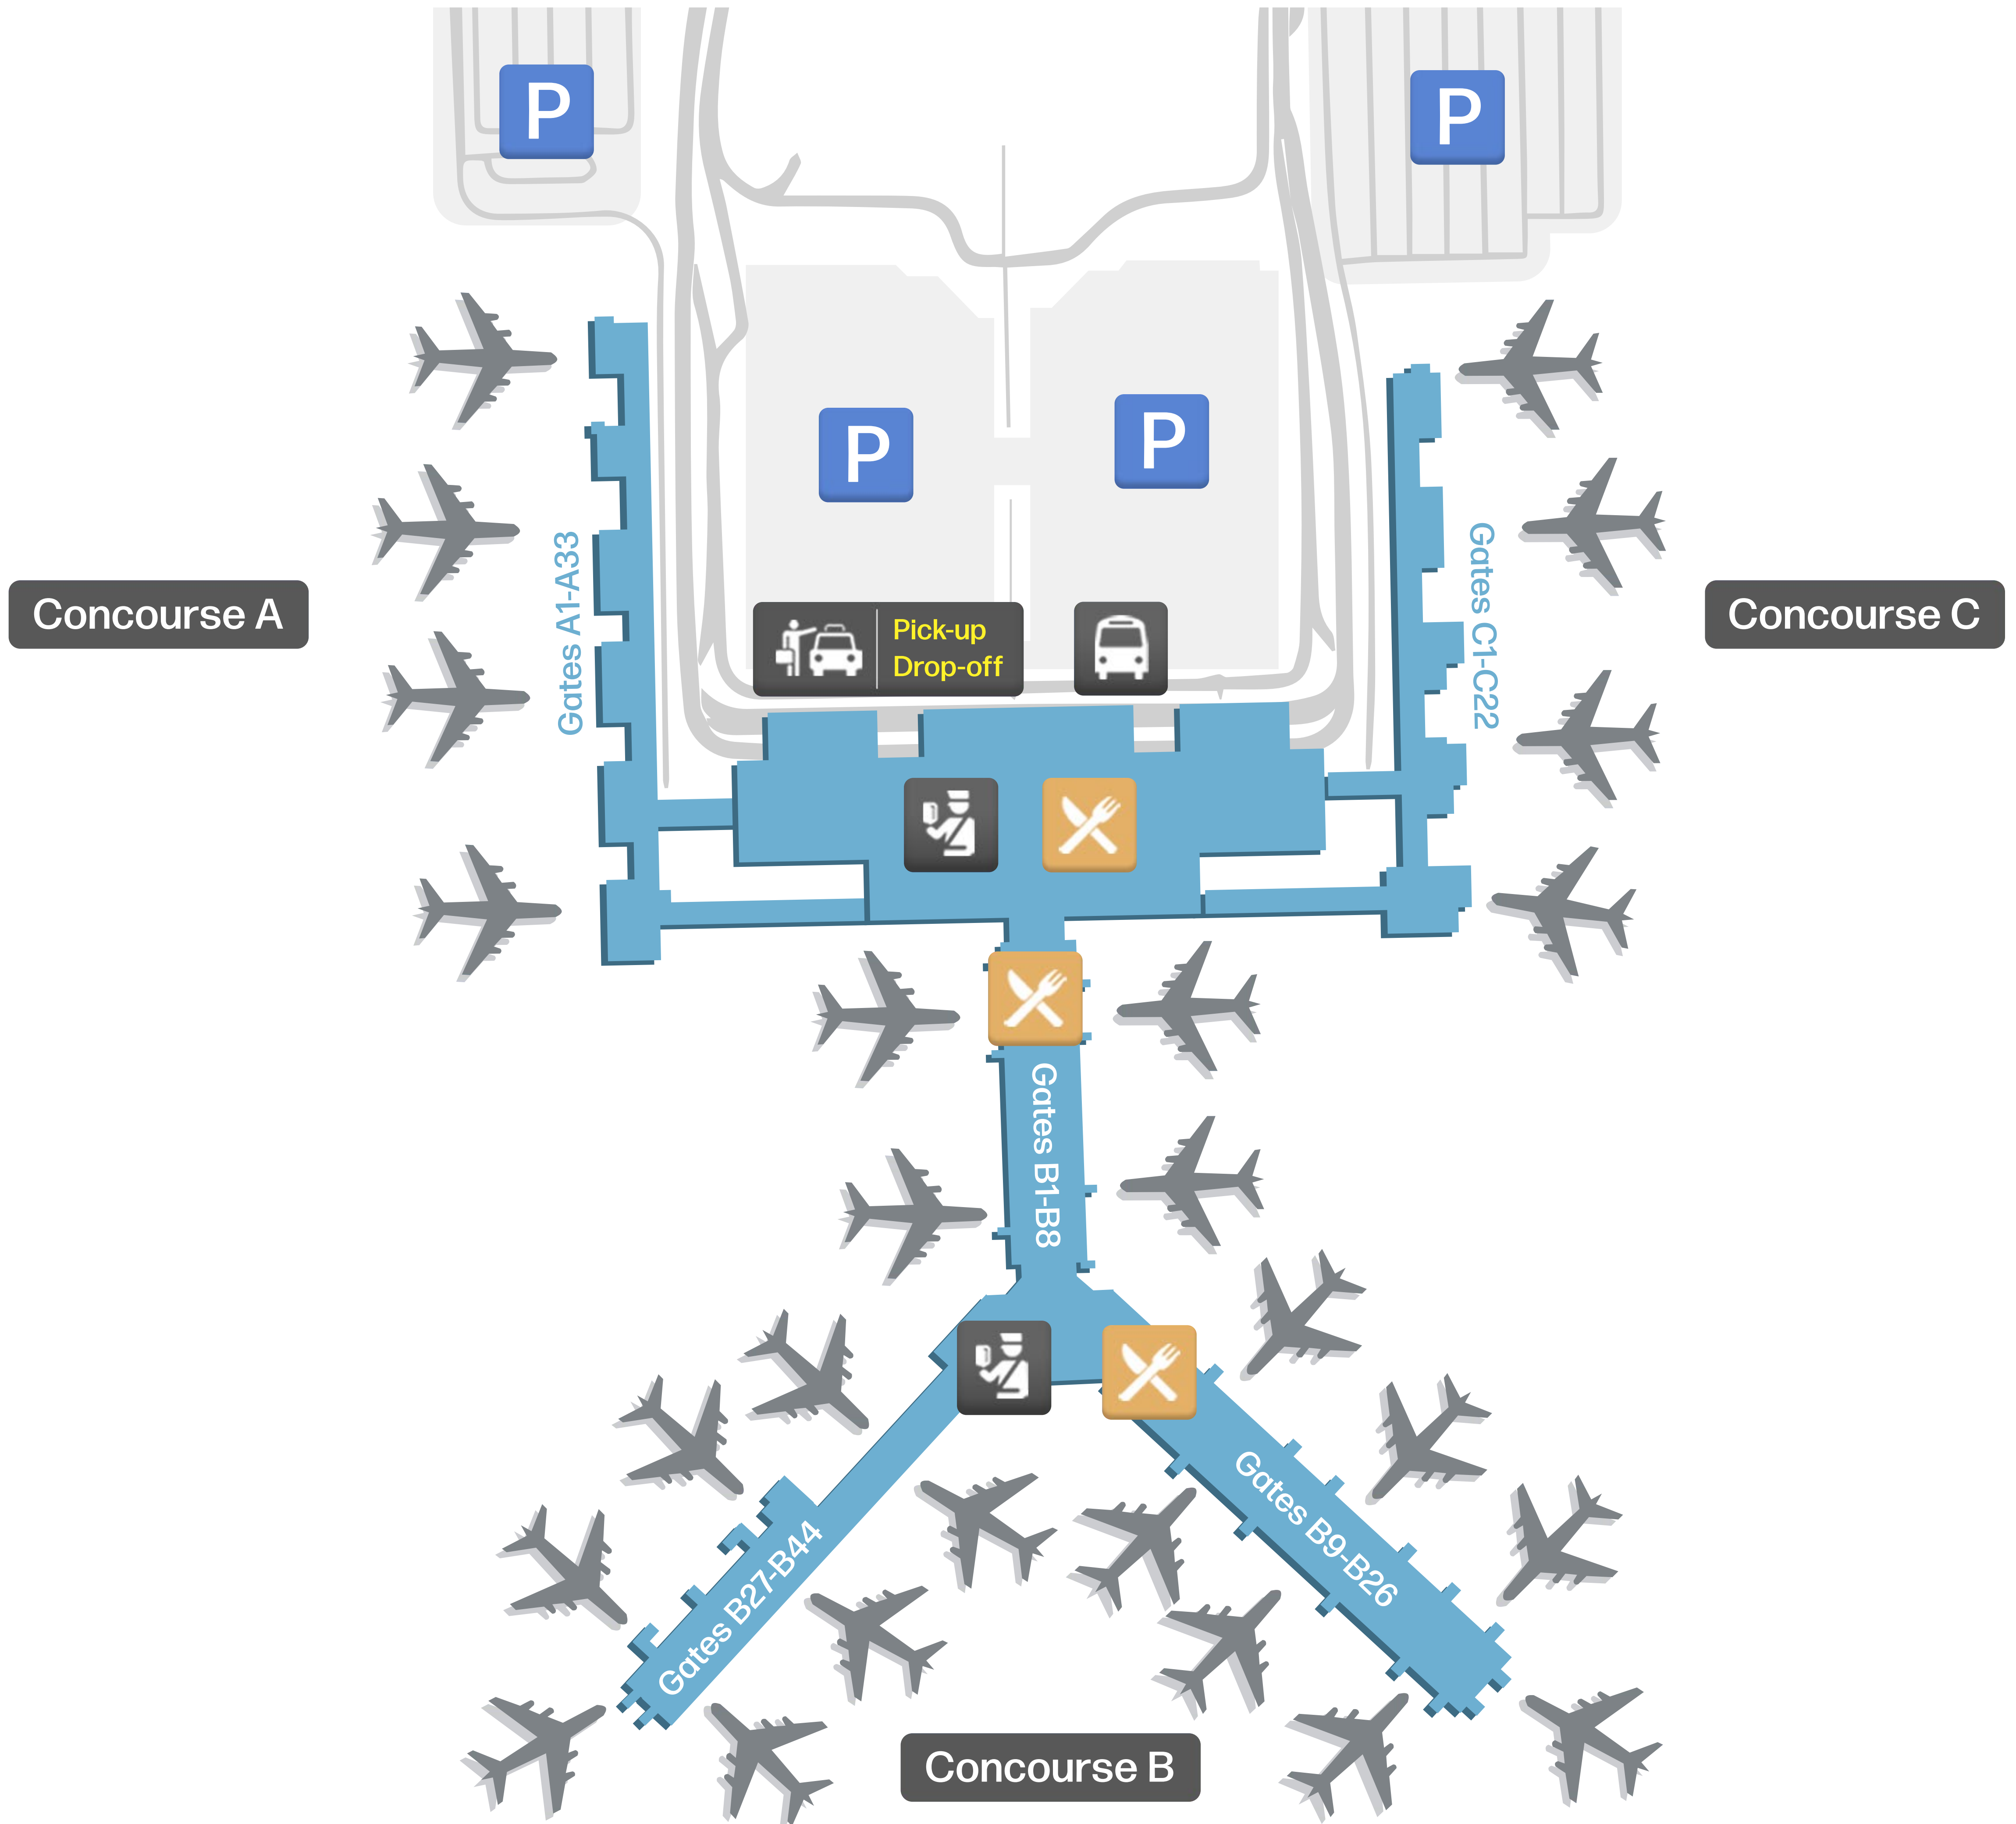 P
P
P
P
Concourse A
Gates A1-A33
Pick-up
Drop-off
Gates C1-C22
Concourse C
Gates B1-B8
Gates B27-B44
Gates B9-B26
Concourse B